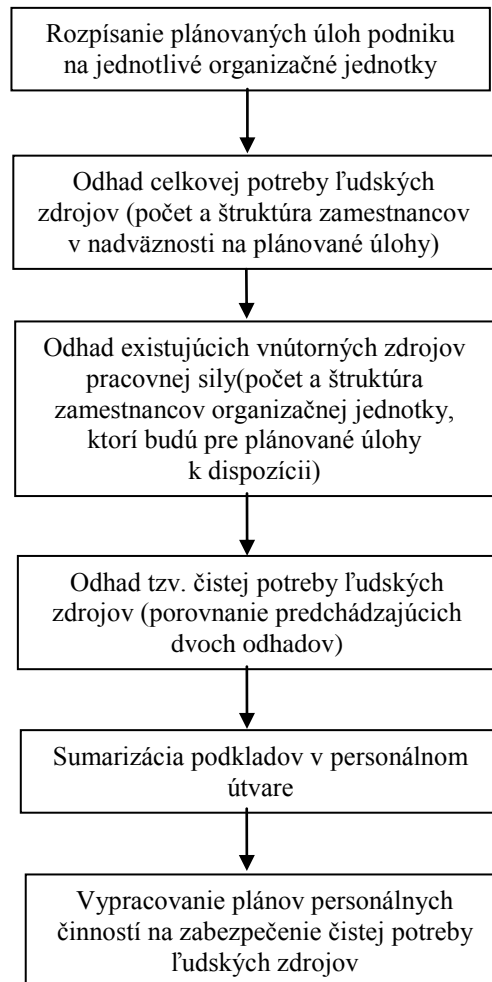 Rozpísanie plánovaných úloh podniku
na jednotlivé organizačné jednotky
Odhad celkovej potreby ľudských
zdrojov (počet a štruktúra zamestnancov
v nadväznosti na plánované úlohy)
Odhad existujúcich vnútorných zdrojov
pracovnej sily(počet a štruktúra
zamestnancov organizačnej jednotky,
ktorí budú pre plánované úlohy
k dispozícii)
Odhad tzv. čistej potreby ľudských
zdrojov (porovnanie predchádzajúcich
dvoch odhadov)
Sumarizácia podkladov v personálnom
útvare
Vypracovanie plánov personálnych
činností na zabezpečenie čistej potreby
ľudských zdrojov